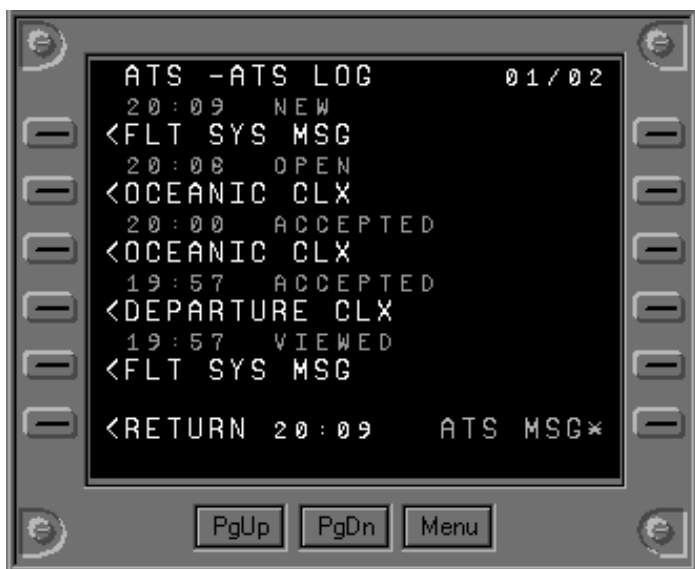 ATS -ATS LOG 01/02
20:09 NEW
<FLT SYS MSG
20:08 OPEN
<OCEANIC CLX
20:00 ACCEPTED
<OCEANIC CLX
19:57 ACCEPTED
<DEPARTURE CLX
19:57 VIEWED
<FLT SYS MSG
<RETURN 20:09 ATS MSG*
PgUp PgDn Menu